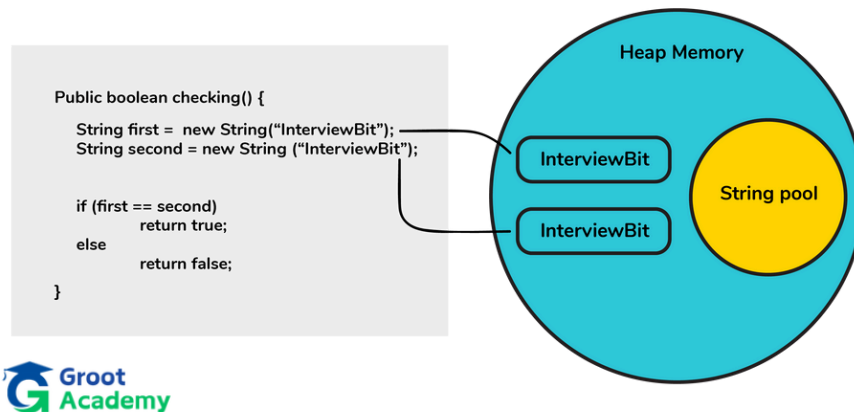 Public boolean checking() {
String first =  new String(“InterviewBit”);
String second = new String (“InterviewBit”);
if (first == second)
return true;
else
return false;
}
Heap Memory
InterviewBit
InterviewBit
String pool
Groot
Academy